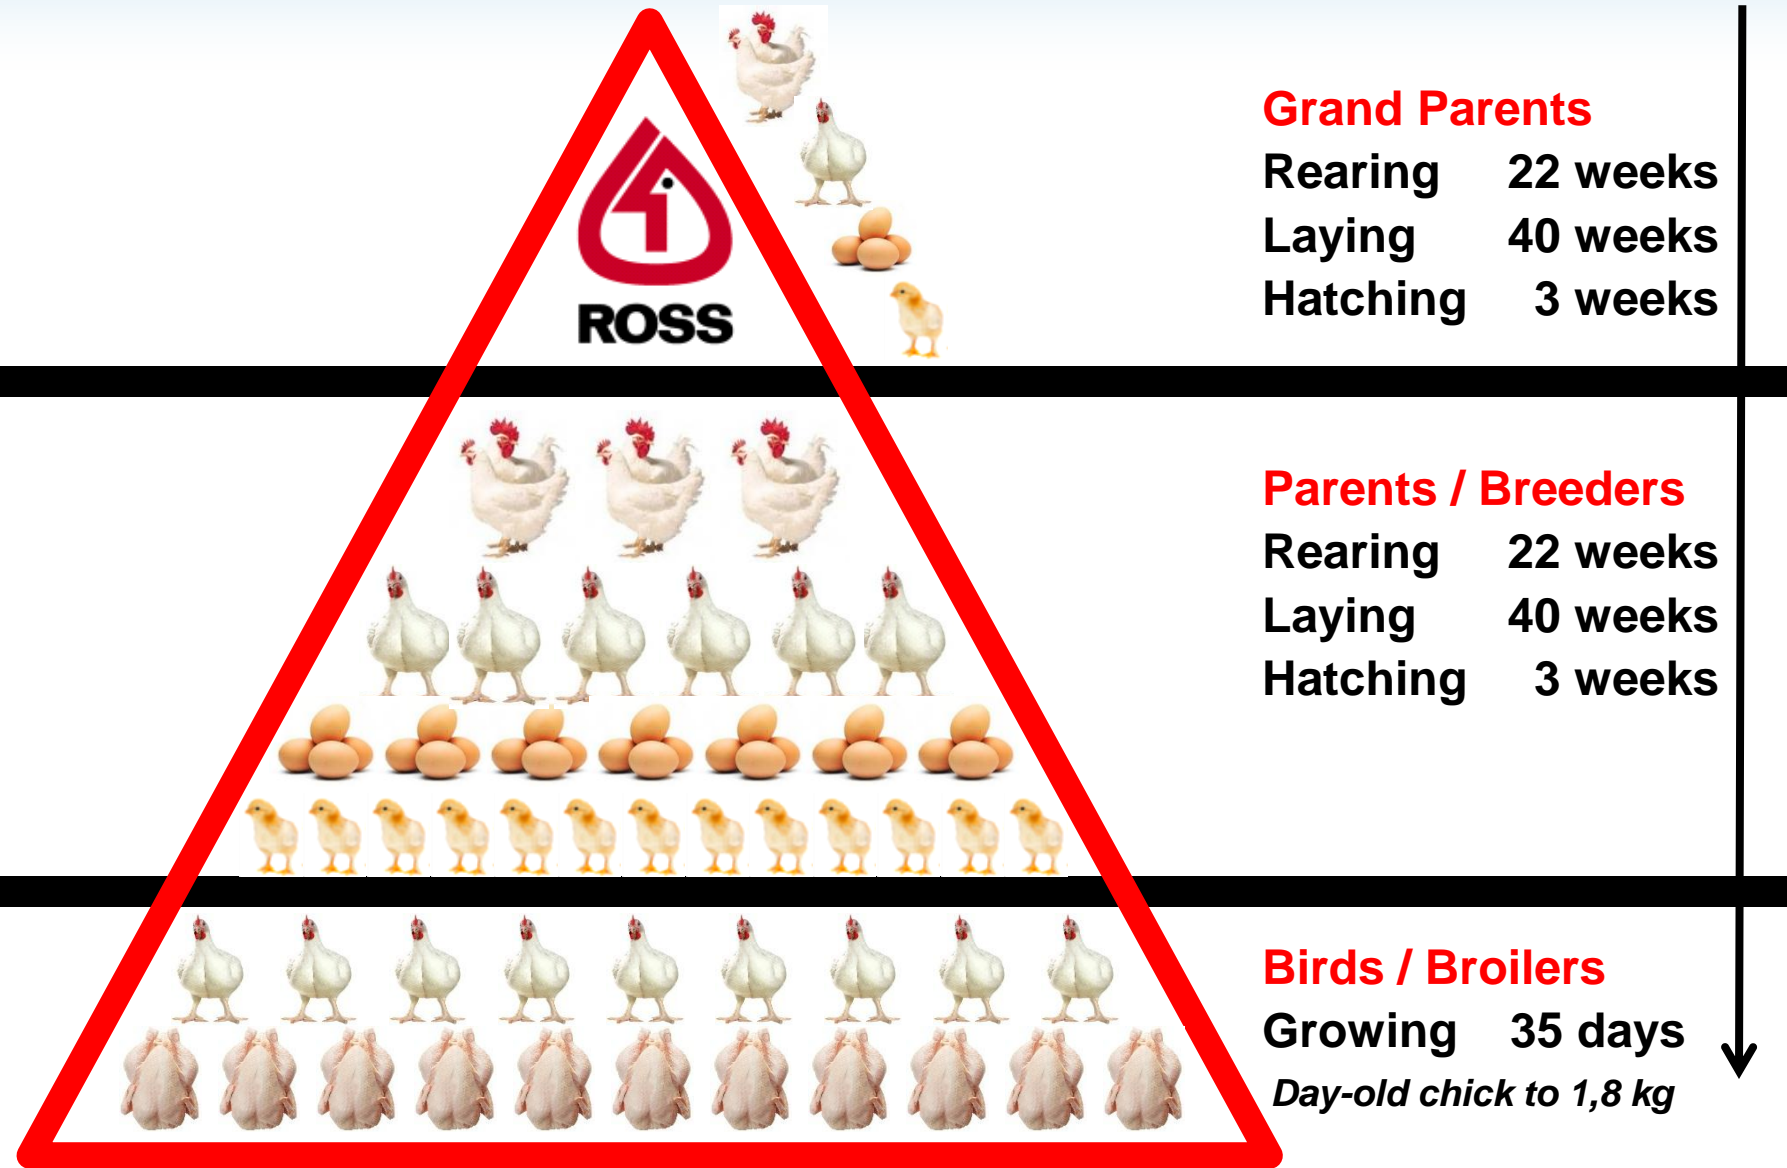 ROSS
Grand Parents
Rearing 22 weeks
Laying 40 weeks
Hatching 3 weeks
Parents / Breeders
Rearing 22 weeks
Laying 40 weeks
Hatching 3 weeks
Birds / Broilers
Growing 35 days
Day-old chick to 1,8 kg